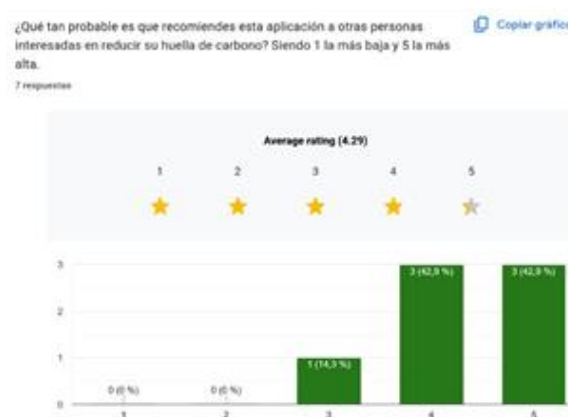 ¿Qué tan probable es que recomiendes esta aplicación a otras personas
interesadas en reducir su huella de carbono? Siendo 1 la más baja y 5 la más
alta.
Copiar gráfico
7 respuestas
Average rating (4.29)
1 2 3 4 5
3
2
1
0
0 (0 %) 0 (0 %) 1 (14,3 %) 3 (42,9 %) 3 (42,9 %)
1 2 3 4 5